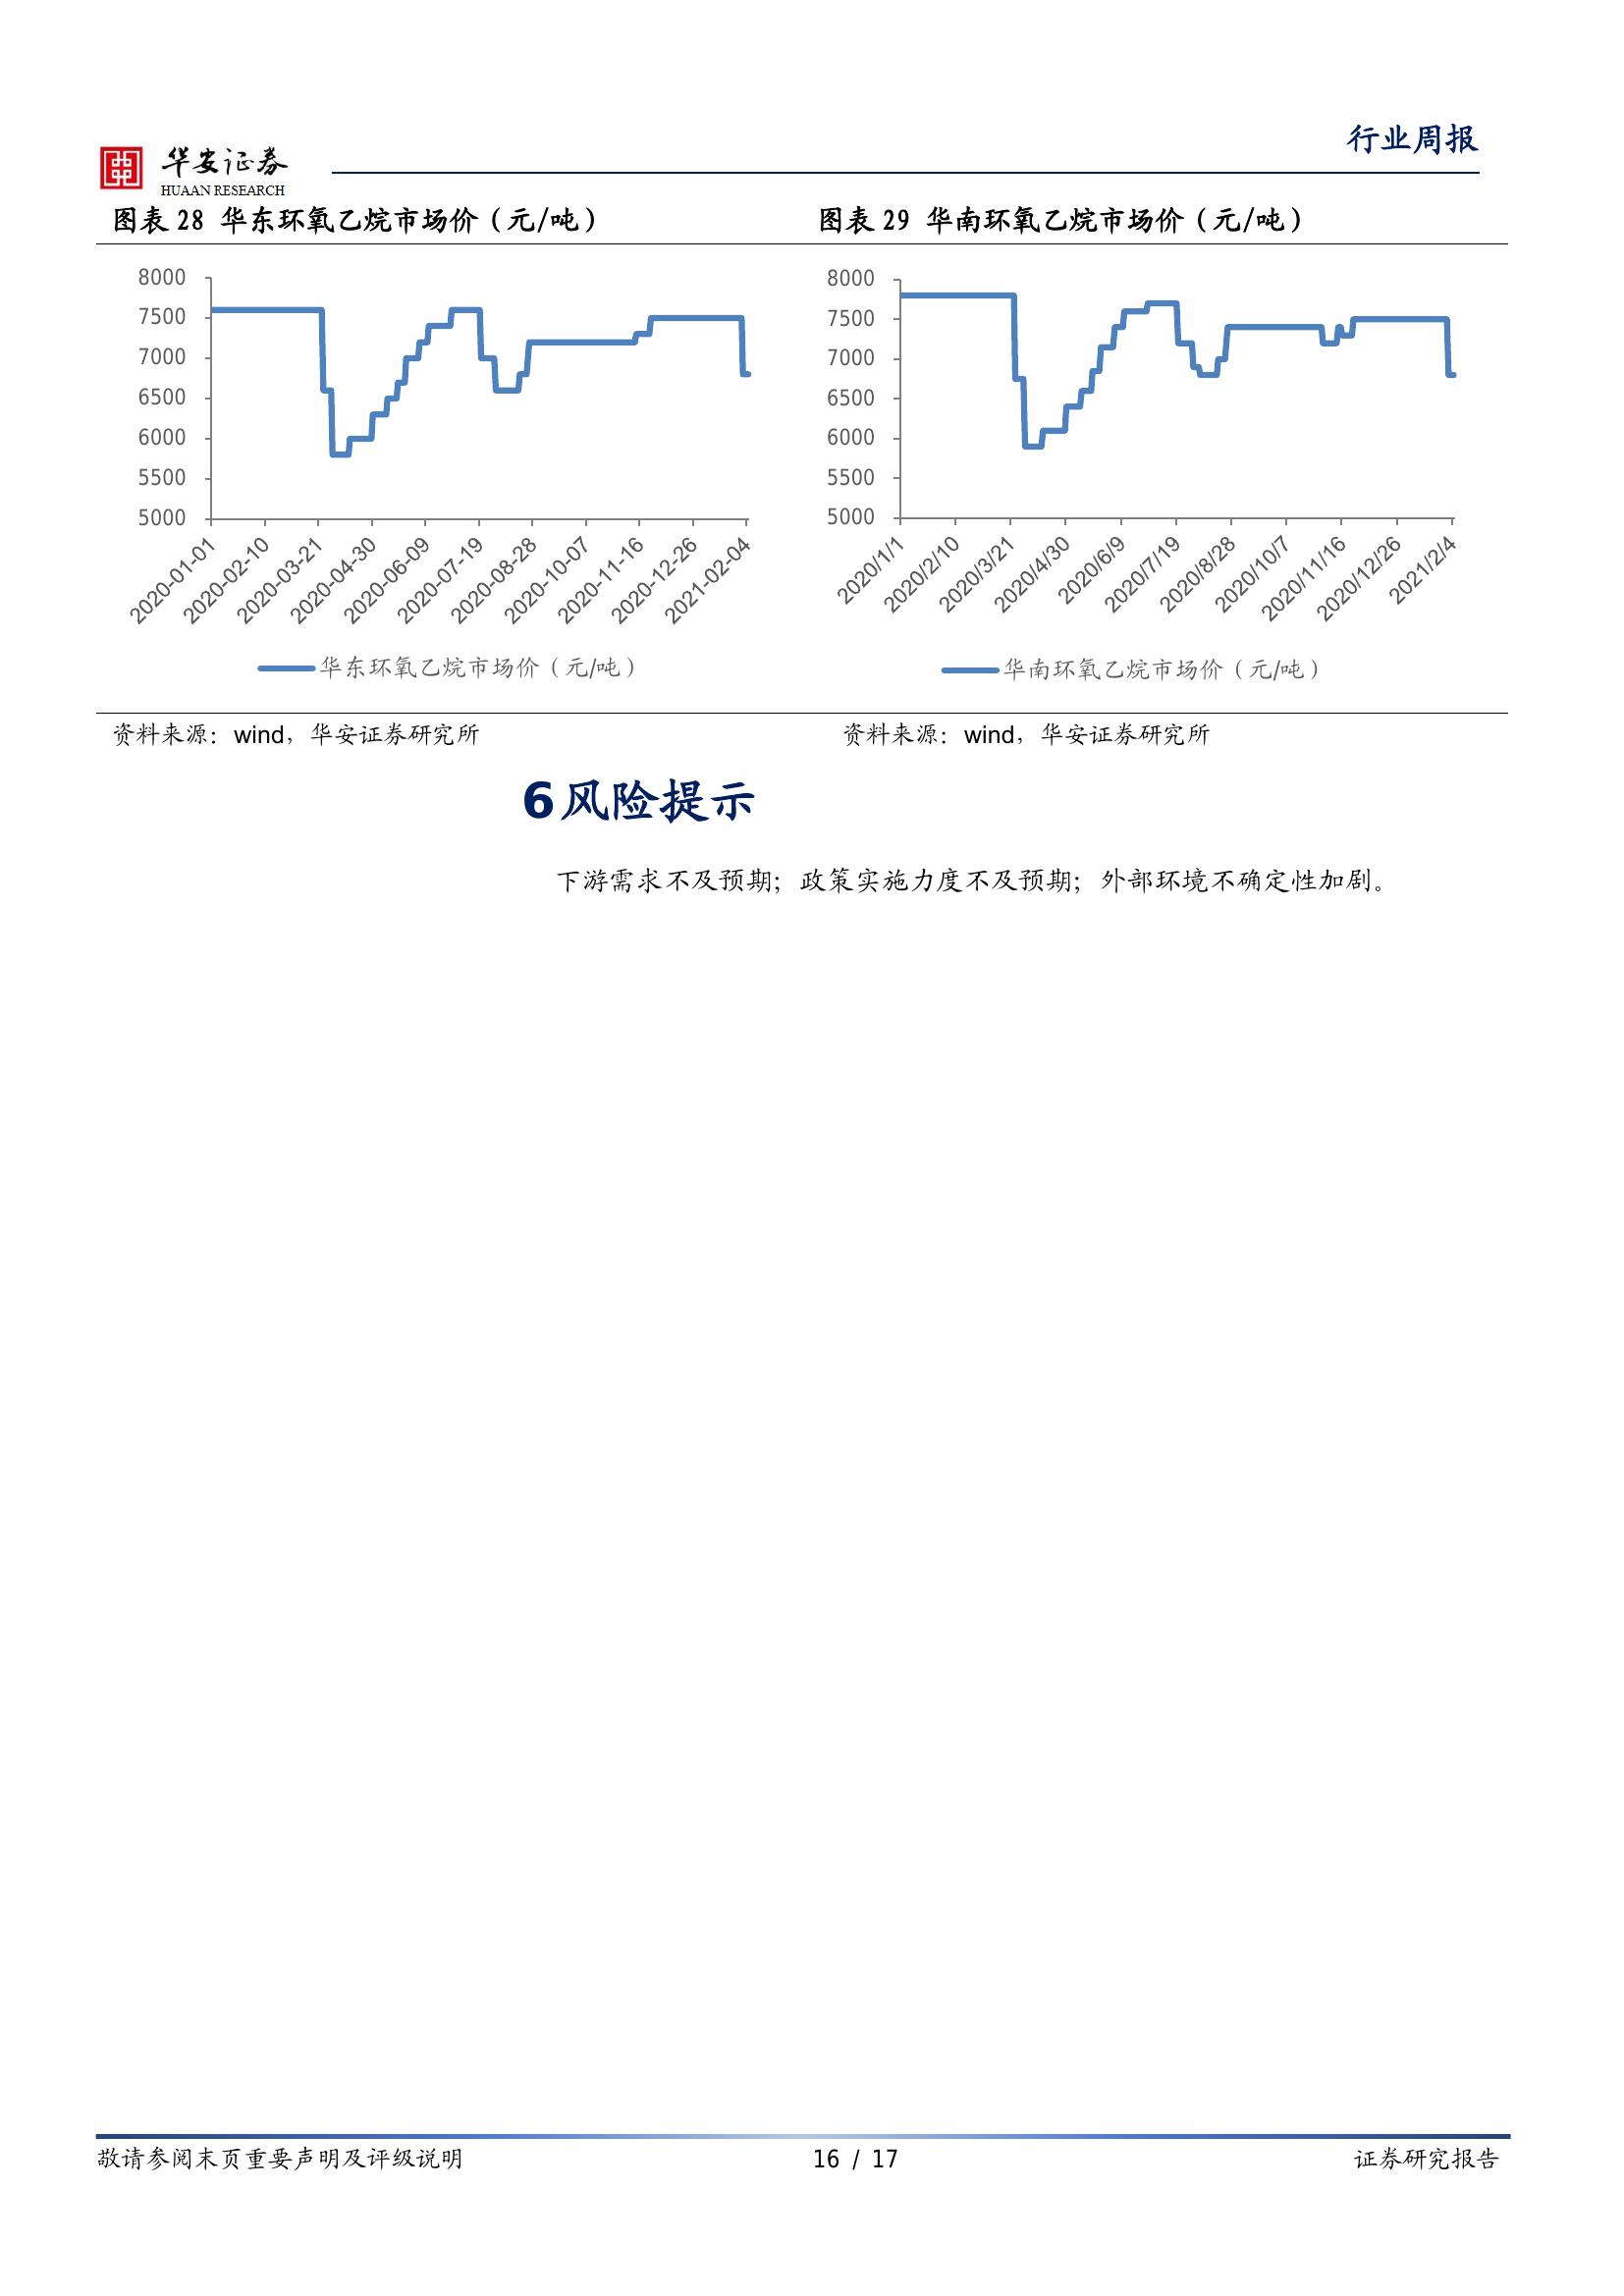 行业周报
华安证券
HUAAN RESEARCH
图表 28 华东环氧乙烷市场价（元/吨）
8000
7500
7000
6500
6000
5500
5000
2020-01-01
2020-02-10
2020-03-21
2020-04-30
2020-06-09
2020-07-19
2020-08-28
2020-10-07
2020-11-16
2020-12-26
2021-02-04
华东环氧乙烷市场价（元/吨）
图表 29 华南环氧乙烷市场价（元/吨）
8000
7500
7000
6500
6000
5500
5000
2020/1/1
2020/2/10
2020/3/21
2020/4/30
2020/6/9
2020/7/19
2020/8/28
2020/10/7
2020/11/16
2020/12/26
2021/2/4
华南环氧乙烷市场价（元/吨）
资料来源：wind，华安证券研究所
资料来源：wind，华安证券研究所
6 风险提示
下游需求不及预期；政策实施力度不及预期；外部环境不确定性加剧。
敬请参阅末页重要声明及评级说明
16 / 17
证券研究报告